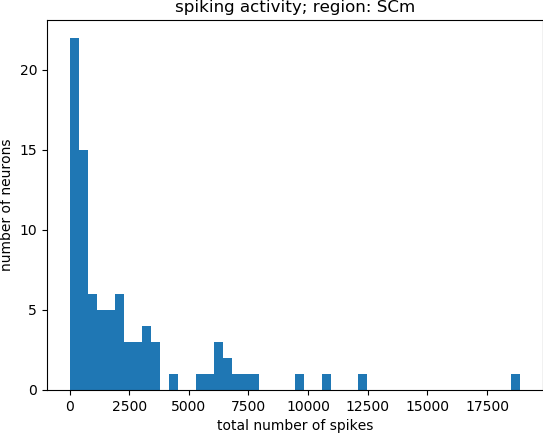 spiking activity; region: SCm
number of neurons
20
15
10
5
0
0 2500 5000 7500 10000 12500 15000 17500
total number of spikes